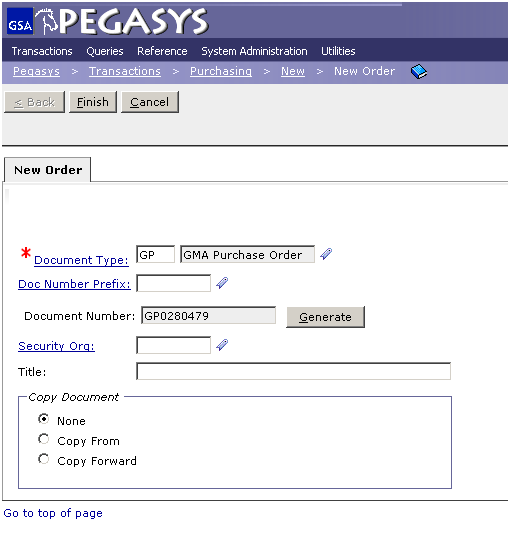 GSA PEGASYS
Transactions Queries Reference System Administration Utilities
Pegasys > Transactions > Purchasing > New > New Order
< Back Finish Cancel
New Order
* Document Type: GP GMA Purchase Order
Doc Number Prefix:
Document Number: GP0280479 Generate
Security Org:
Title:
Copy Document
None
Copy From
Copy Forward
Go to top of page